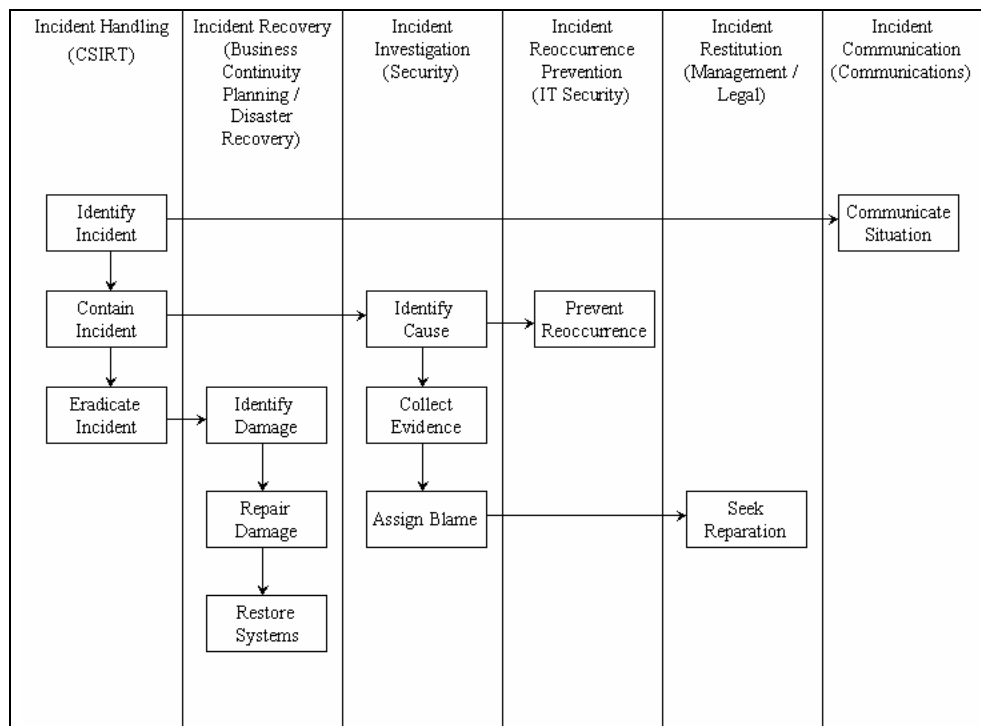 Incident Handling
(CSIRT)
Incident Recovery
(Business
Continuity
Planning /
Disaster
Recovery)
Incident
Investigation
(Security)
Incident
Reoccurrence
Prevention
(IT Security)
Incident
Restitution
(Management /
Legal)
Incident
Communication
(Communications)
Identify
Incident
Communicate
Situation
Contain
Incident
Identify
Cause
Prevent
Reoccurrence
Eradicate
Incident
Identify
Damage
Collect
Evidence
Repair
Damage
Assign Blame
Seek
Reparation
Restore
Systems